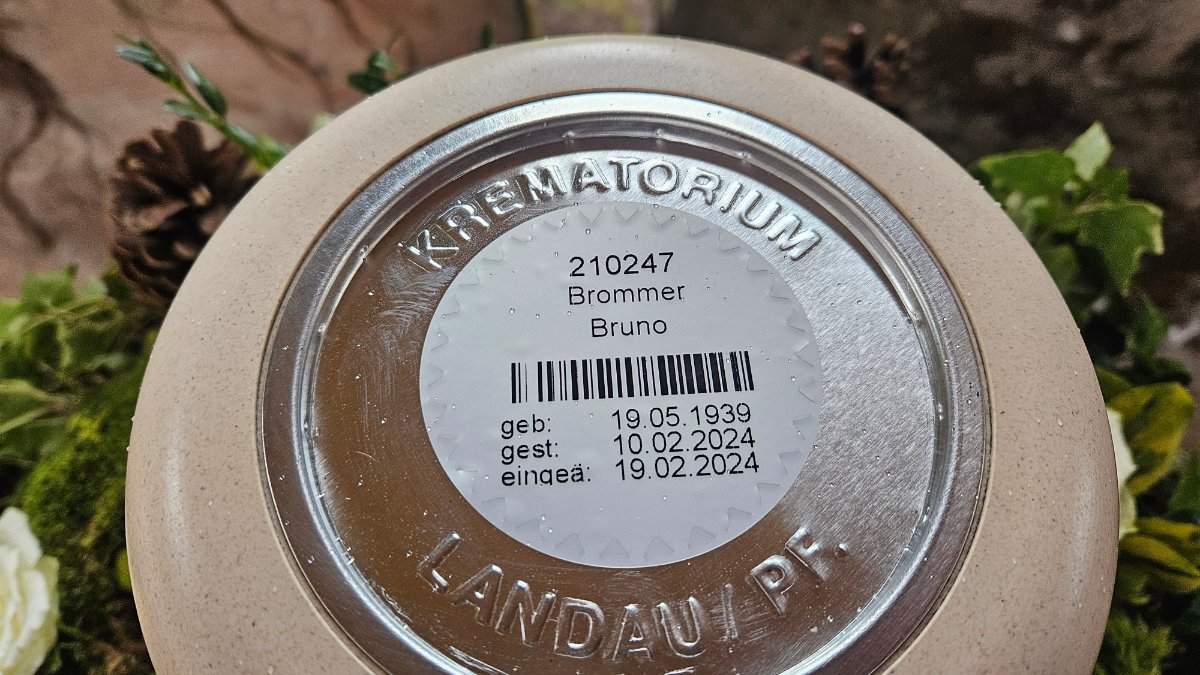 KREMATORIUM
210247
Brommer
Bruno
geb: 19.05.1939
gest: 10.02.2024
eingeä: 19.02.2024
LANDAU / PF.